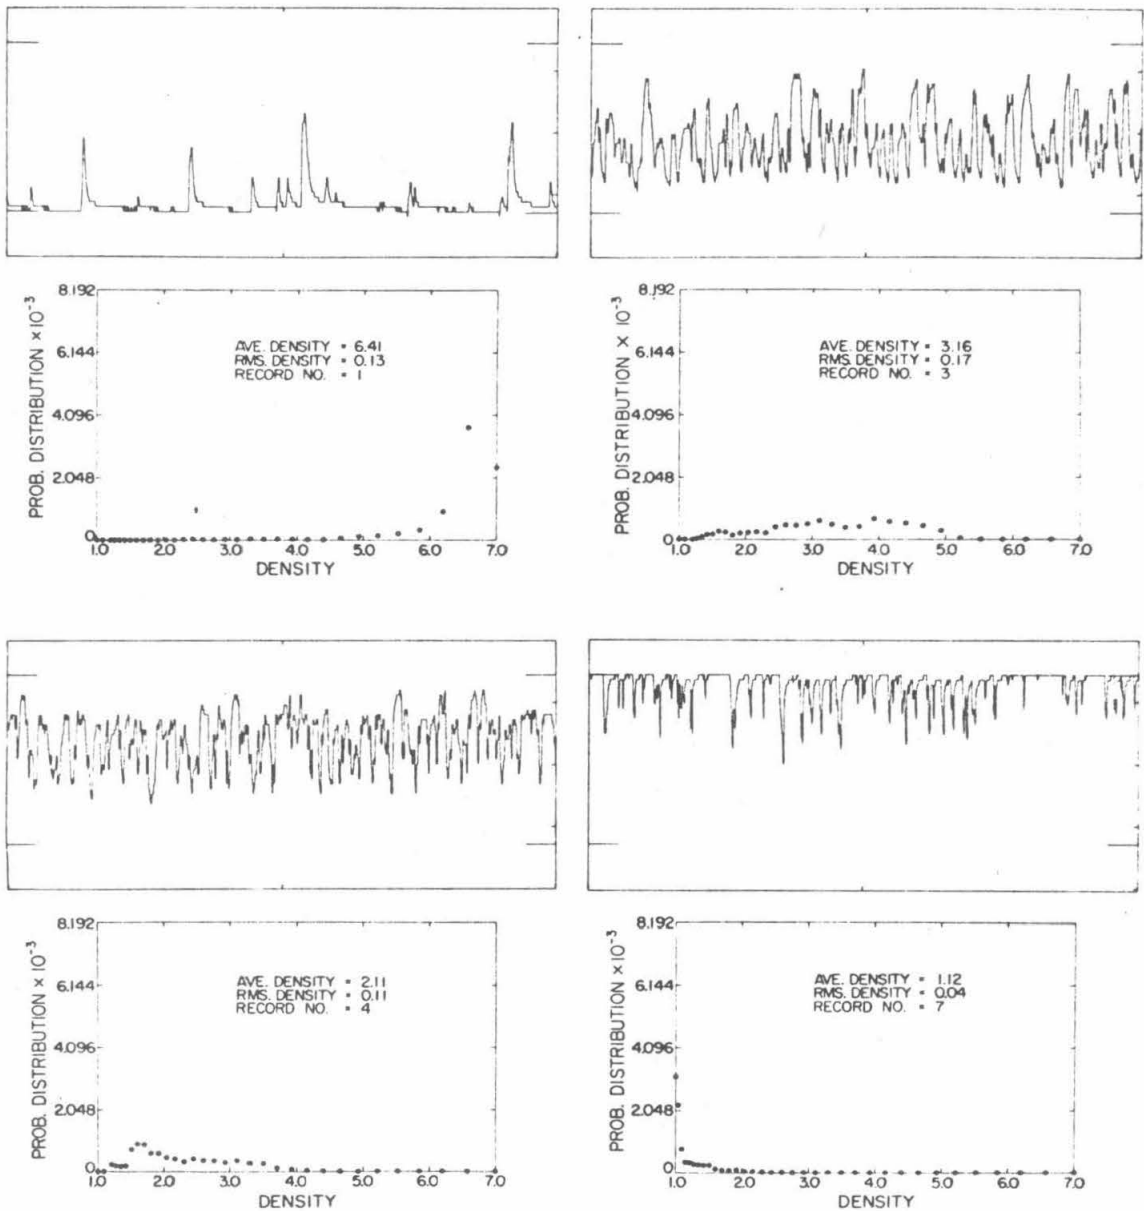 8.192
6.144
4.096
2.048
0
PROB. DISTRIBUTION × 10⁻³
AVE. DENSITY = 6.41
RMS. DENSITY = 0.13
RECORD NO. = 1
1.0 2.0 3.0 4.0 5.0 6.0 7.0
DENSITY
8.192
6.144
4.096
2.048
0
PROB. DISTRIBUTION × 10⁻³
AVE. DENSITY = 3.16
RMS. DENSITY = 0.17
RECORD NO. = 3
1.0 2.0 3.0 4.0 5.0 6.0 7.0
DENSITY
8.192
6.144
4.096
2.048
0
PROB. DISTRIBUTION × 10⁻³
AVE. DENSITY = 2.11
RMS. DENSITY = 0.11
RECORD NO. = 4
1.0 2.0 3.0 4.0 5.0 6.0 7.0
DENSITY
8.192
6.144
4.096
2.048
0
PROB. DISTRIBUTION × 10⁻³
AVE. DENSITY = 1.12
RMS. DENSITY = 0.04
RECORD NO. = 7
1.0 2.0 3.0 4.0 5.0 6.0 7.0
DENSITY